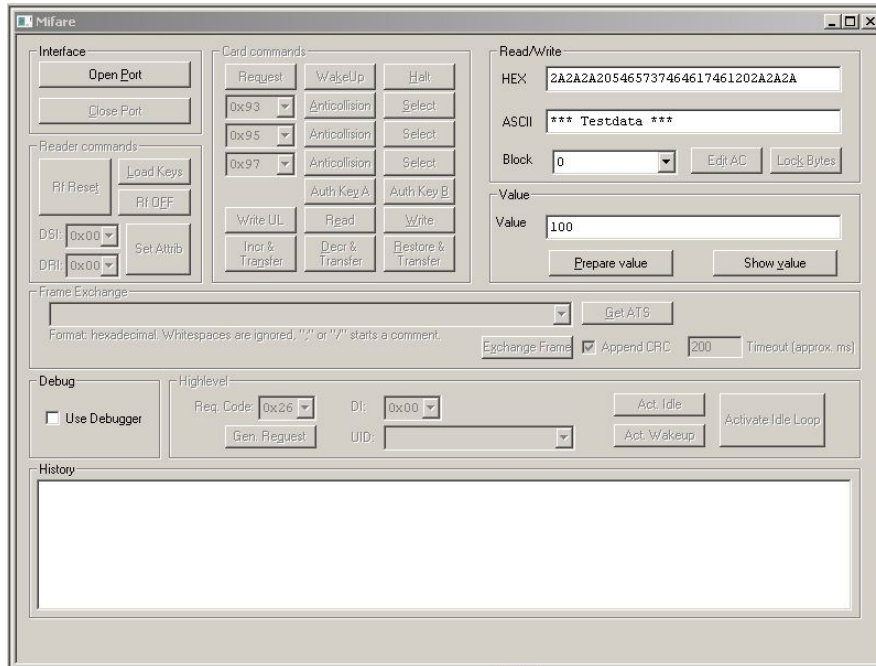 Mifare
Interface
Open Port
Close Port
Reader commands
Rf Reset
Load Keys
Rf OFF
DSI: 0x00
DRI: 0x00
Set Attrib
Card commands
Request WakeUp Halt
0x93 Anticollision Select
0x95 Anticollision Select
0x97 Anticollision Select
Auth Key A Auth Key B
Write UL Read Write
Incr &
Transfer
Decr &
Transfer
Restore &
Transfer
Read/Write
HEX 2A2A2A205465737464617461202A2A2A
ASCII *** Testdata ***
Block 0 Edit AC Lock Bytes
Value
Value 100
Prepare value Show value
Frame Exchange
Get ATS
Format: hexadecimal. Whitespaces are ignored, ";" or "/" starts a comment.
Exchange Frame Append CRC 200 Timeout (approx. ms)
Debug
Use Debugger
Highlevel
Req. Code: 0x26 DI: 0x00
Gen. Request UID:
Act. Idle
Act. Wakeup
Activate Idle Loop
History